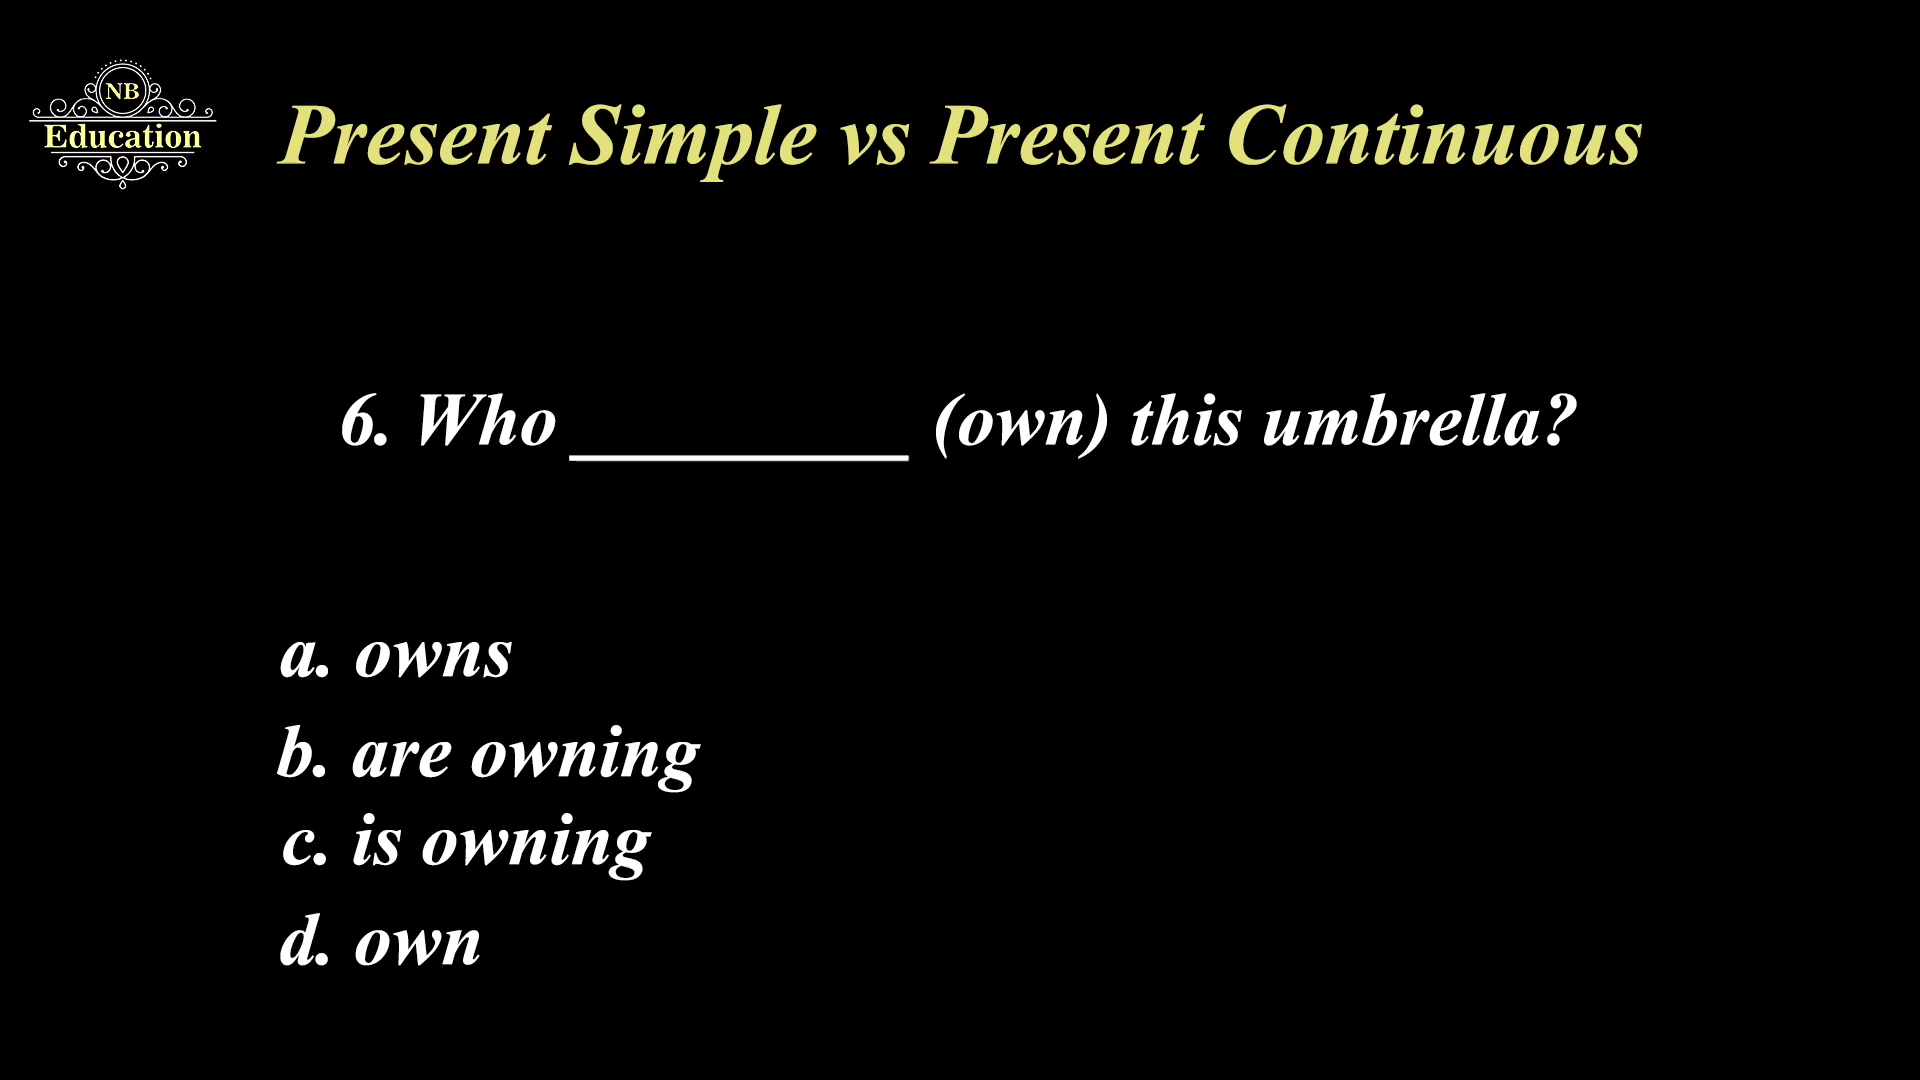 NB
Education
Present Simple vs Present Continuous
6. Who __________ (own) this umbrella?
a. owns
b. are owning
c. is owning
d. own